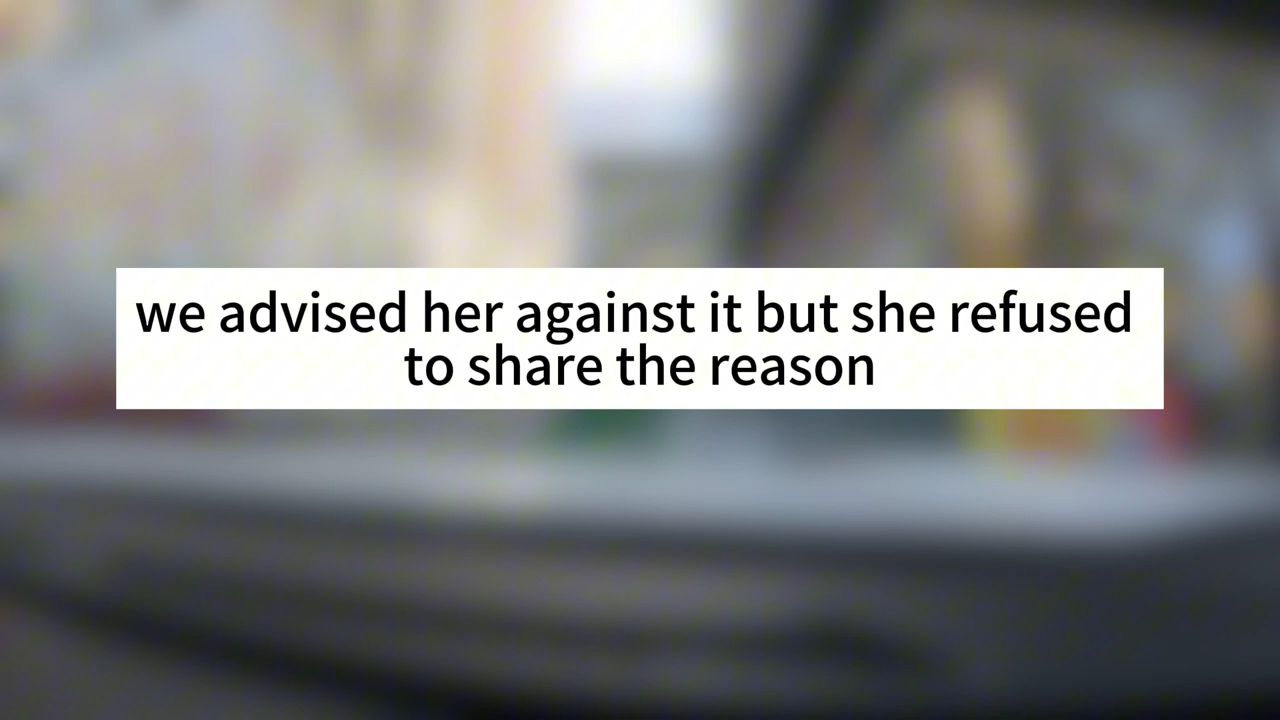 we advised her against it but she refused
to share the reason